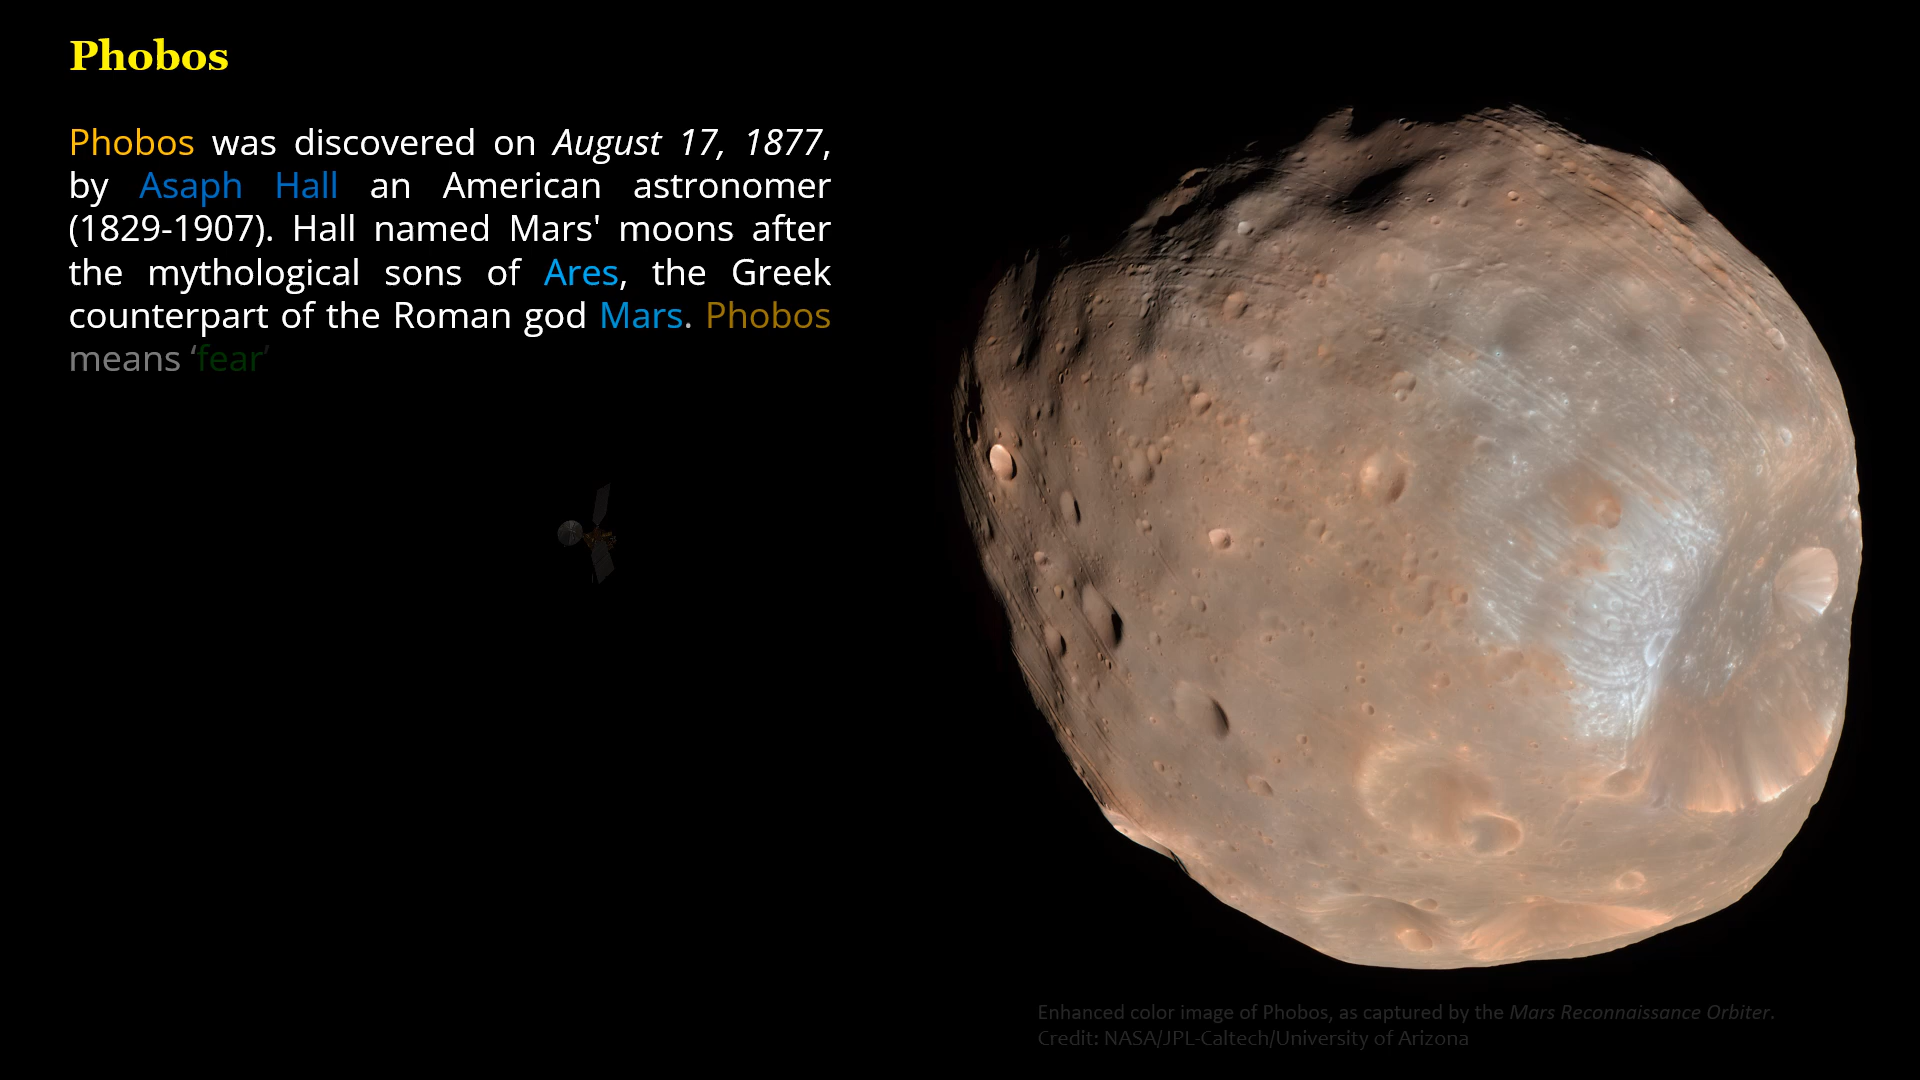 Phobos
Phobos was discovered on August 17, 1877,
by Asaph Hall an American astronomer
(1829-1907). Hall named Mars' moons after
the mythological sons of Ares, the Greek
counterpart of the Roman god Mars. Phobos
means ‘fear’
Enhanced color image of Phobos, as captured by the Mars Reconnaissance Orbiter.
Credit: NASA/JPL-Caltech/University of Arizona